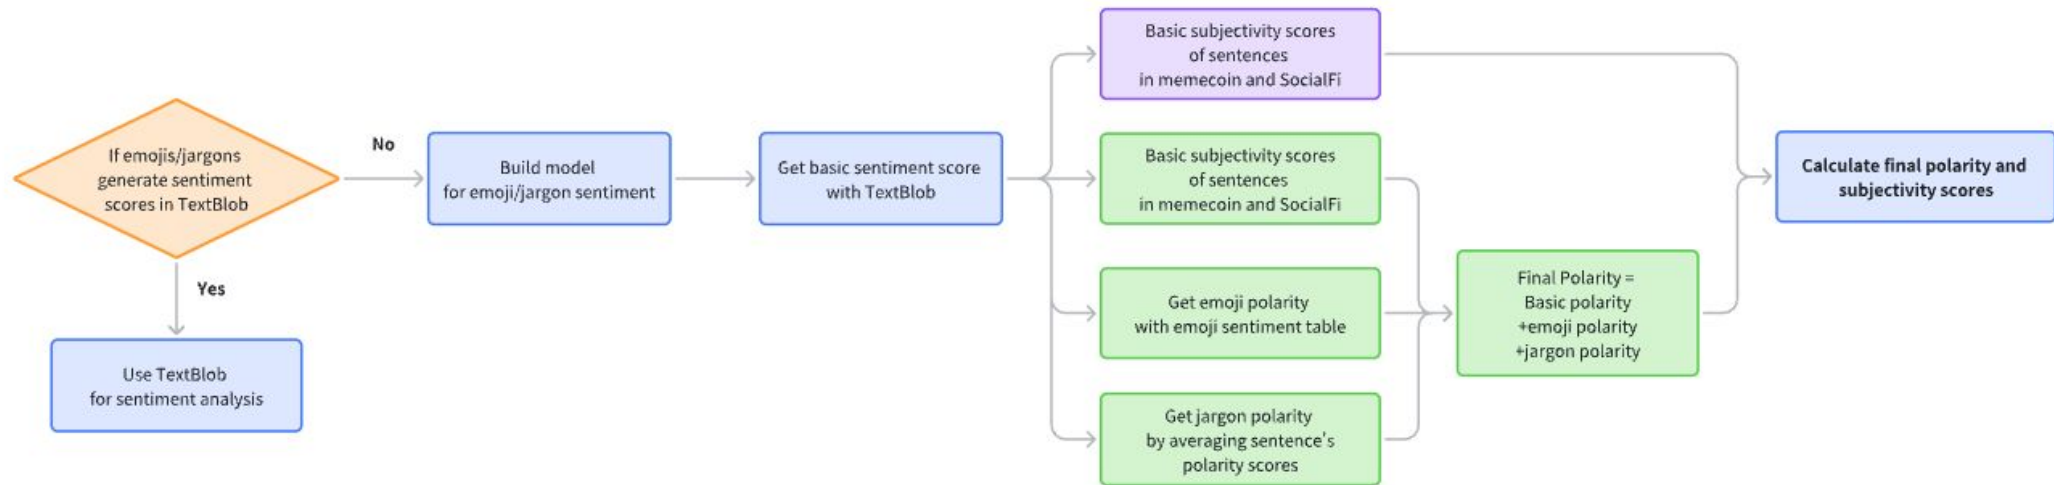 If emojis/jargons
generate sentiment
scores in TextBlob
No
Yes
Use TextBlob
for sentiment analysis
Build model
for emoji/jargon sentiment
Get basic sentiment score
with TextBlob
Basic subjectivity scores
of sentences
in memecoin and SocialFi
Basic subjectivity scores
of sentences
in memecoin and SocialFi
Get emoji polarity
with emoji sentiment table
Get jargon polarity
by averaging sentence's
polarity scores
Final Polarity =
Basic polarity
+emoji polarity
+jargon polarity
Calculate final polarity and
subjectivity scores